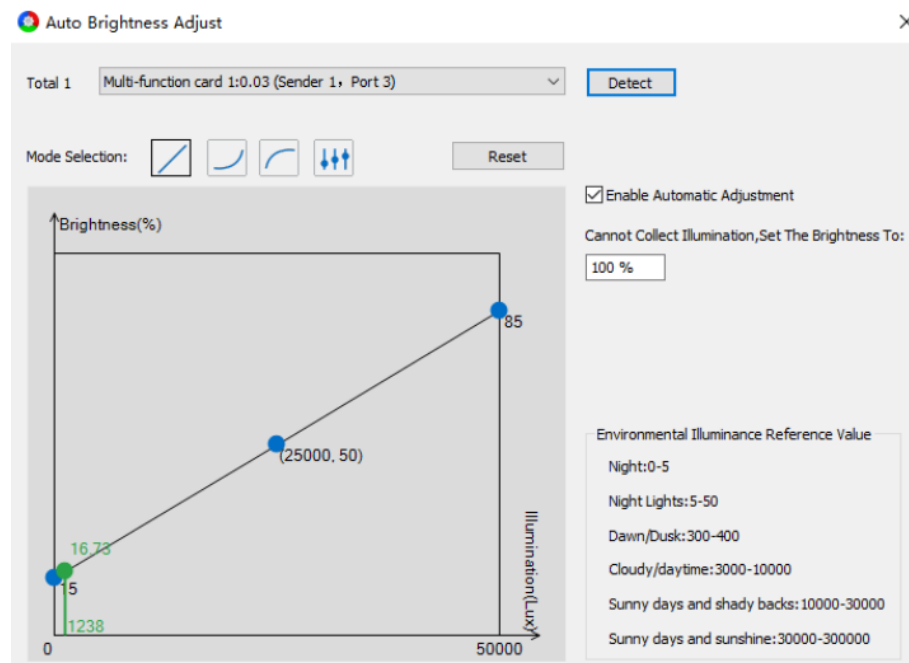 Auto Brightness Adjust
Total 1
Multi-function card 1:0.03 (Sender 1，Port 3)
Detect
Mode Selection:
Reset
Enable Automatic Adjustment
Cannot Collect Illumination,Set The Brightness To:
100 %
Brightness(%)
85
(25000, 50)
16.73
15
1238
0
50000
Illumination(Lux)
Environmental Illuminance Reference Value
Night:0-5
Night Lights:5-50
Dawn/Dusk:300-400
Cloudy/daytime:3000-10000
Sunny days and shady backs:10000-30000
Sunny days and sunshine:30000-300000